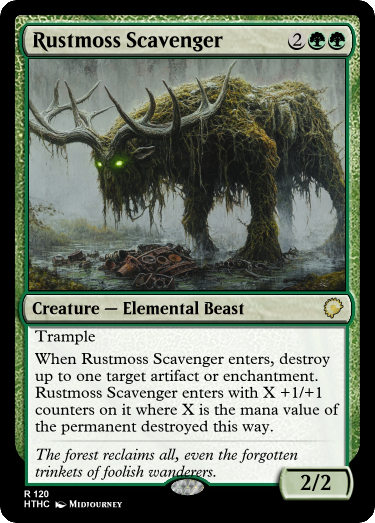 Rustmoss Scavenger 2
Creature — Elemental Beast
Trample
When Rustmoss Scavenger enters, destroy
up to one target artifact or enchantment.
Rustmoss Scavenger enters with X +1/+1
counters on it where X is the mana value of
the permanent destroyed this way.
The forest reclaims all, even the forgotten
trinkets of foolish wanderers.
2/2
R 120
HTHC Midjourney